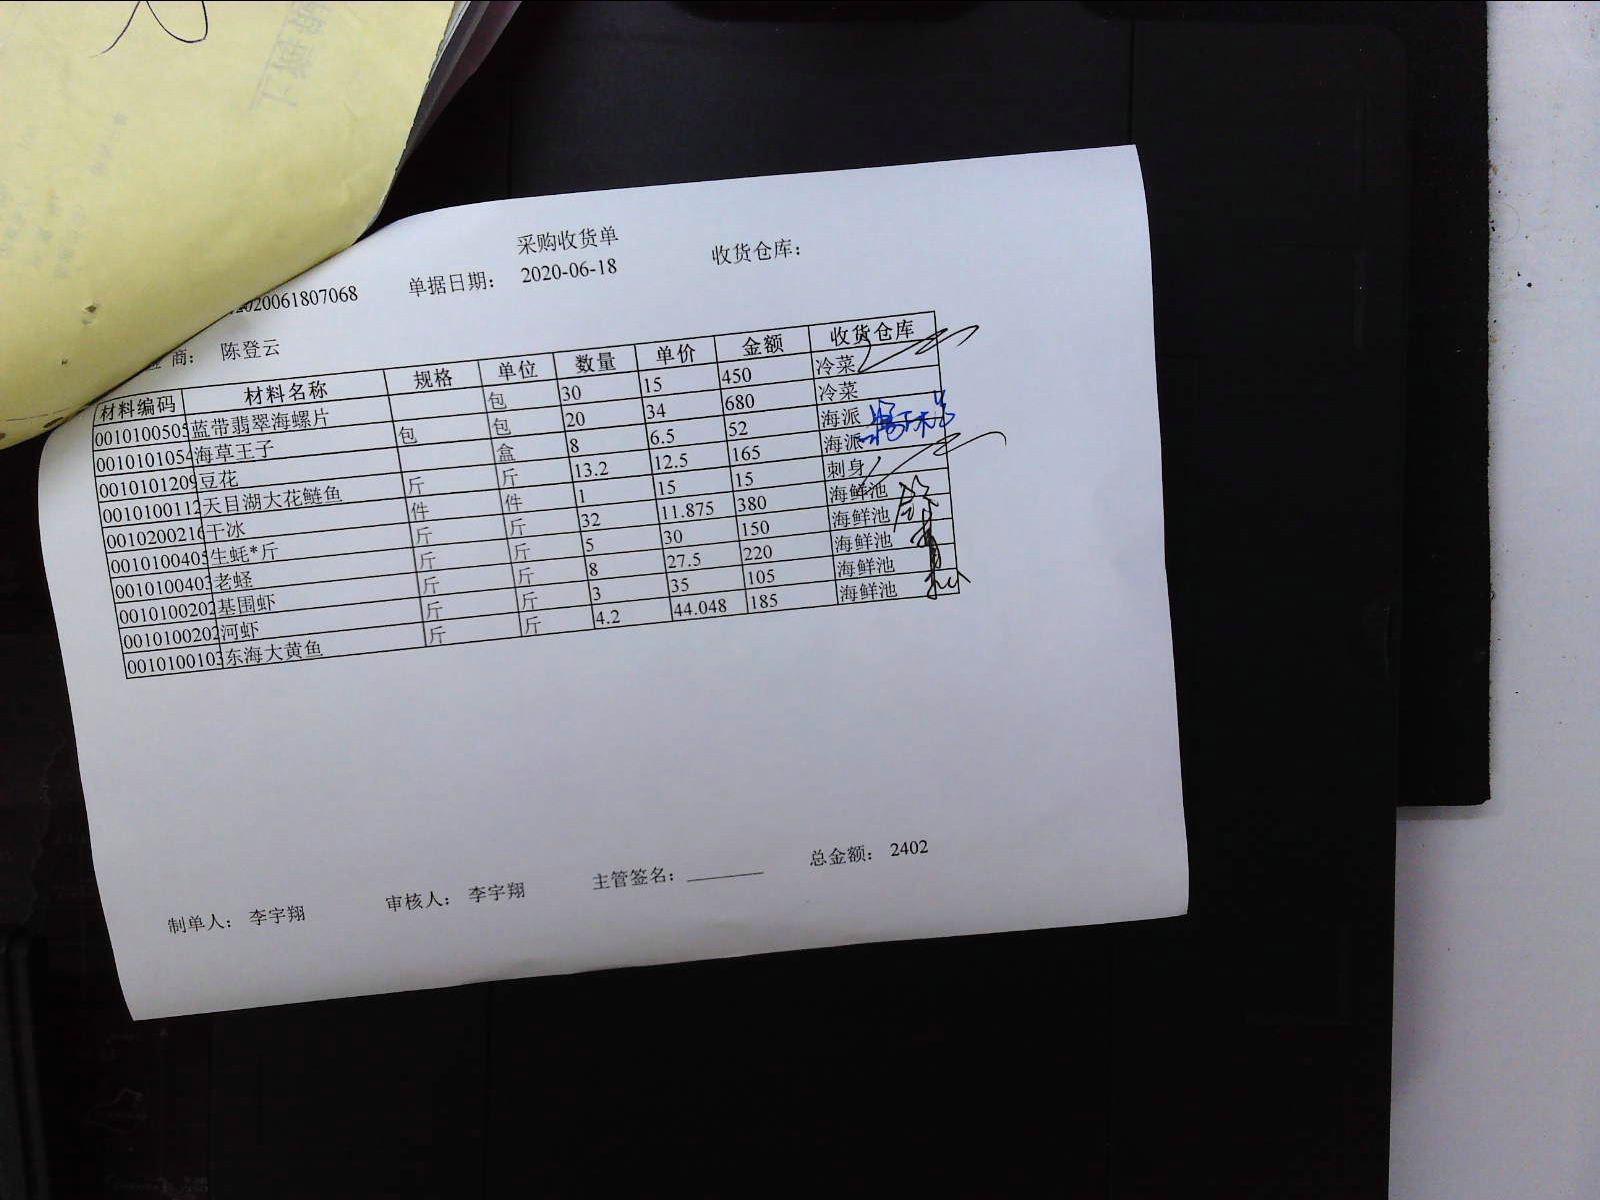 采购收货单
2020061807068 单据日期： 2020-06-18 收货仓库：
商： 陈登云
材料编码 材料名称 规格 单位 数量 单价 金额 收货仓库
0010100505 蓝带翡翠海螺片 包 30 15 450 冷菜
0010101054 海草王子 包 包 20 34 680 冷菜
0010101209 豆花 盒 8 6.5 52 海派
0010100112 天目湖大花鲢鱼 斤 斤 13.2 12.5 165 海派
0010200216 干冰 件 件 1 15 15 刺身
0010100405 生蚝*斤 斤 斤 32 11.875 380 海鲜池
0010100403 老蛏 斤 斤 5 30 150 海鲜池
0010100202 基围虾 斤 斤 8 27.5 220 海鲜池
0010100202 河虾 斤 斤 3 35 105 海鲜池
0010100103 东海大黄鱼 斤 斤 4.2 44.048 185 海鲜池
制单人： 李宇翔 审核人： 李宇翔 主管签名： 总金额： 2402